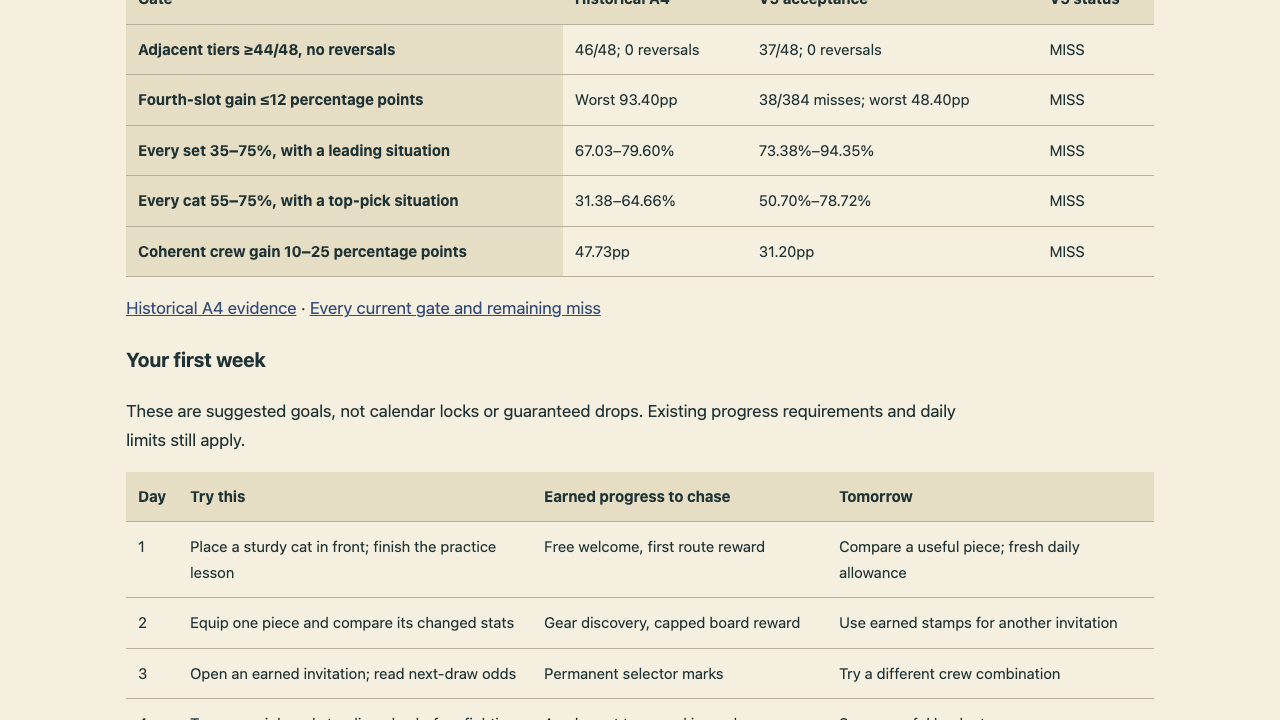 Gate Historical A4 V3 acceptance V3 status
Adjacent tiers ≥44/48, no reversals 46/48; 0 reversals 37/48; 0 reversals MISS
Fourth-slot gain ≤12 percentage points Worst 93.40pp 38/384 misses; worst 48.40pp MISS
Every set 35–75%, with a leading situation 67.03–79.60% 73.38%–94.35% MISS
Every cat 55–75%, with a top-pick situation 31.38–64.66% 50.70%–78.72% MISS
Coherent crew gain 10–25 percentage points 47.73pp 31.20pp MISS
Historical A4 evidence · Every current gate and remaining miss
Your first week
These are suggested goals, not calendar locks or guaranteed drops. Existing progress requirements and daily
limits still apply.
Day Try this Earned progress to chase Tomorrow
1 Place a sturdy cat in front; finish the practice lesson Free welcome, first route reward Compare a useful piece; fresh daily allowance
2 Equip one piece and compare its changed stats Gear discovery, capped board reward Use earned stamps for another invitation
3 Open an earned invitation; read next-draw odds Permanent selector marks Try a different crew combination